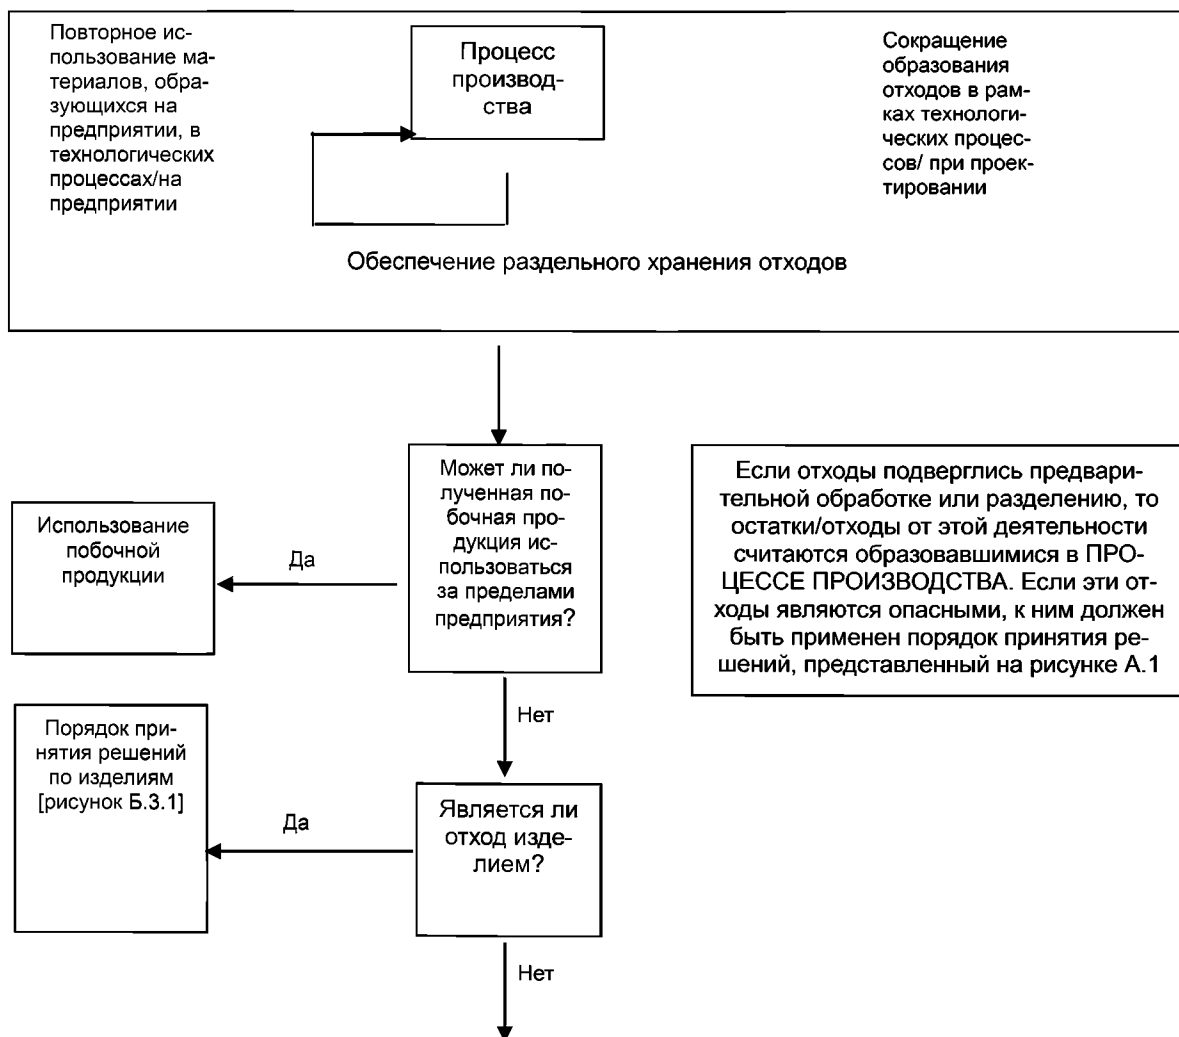 Повторное ис-
пользование ма-
териалов, обра-
зующихся на
предприятии, в
технологических
процессах/на
предприятии
Процесс
производ-
ства
Сокращение
образования
отходов в рам-
ках технологи-
ческих процес-
сов/ при проек-
тировании
Обеспечение раздельного хранения отходов
Может ли по-
лученная по-
бочная про-
дукция ис-
пользоваться
за пределами
предприятия?
Да
Использование
побочной
продукции
Если отходы подверглись предвари-
тельной обработке или разделению, то
остатки/отходы от этой деятельности
считаются образовавшимися в ПРО-
ЦЕССЕ ПРОИЗВОДСТВА. Если эти от-
ходы являются опасными, к ним должен
быть применен порядок принятия ре-
шений, представленный на рисунке А.1
Нет
Порядок при-
нятия решений
по изделиям
[рисунок Б.3.1]
Да
Является ли
отход изде-
лием?
Нет